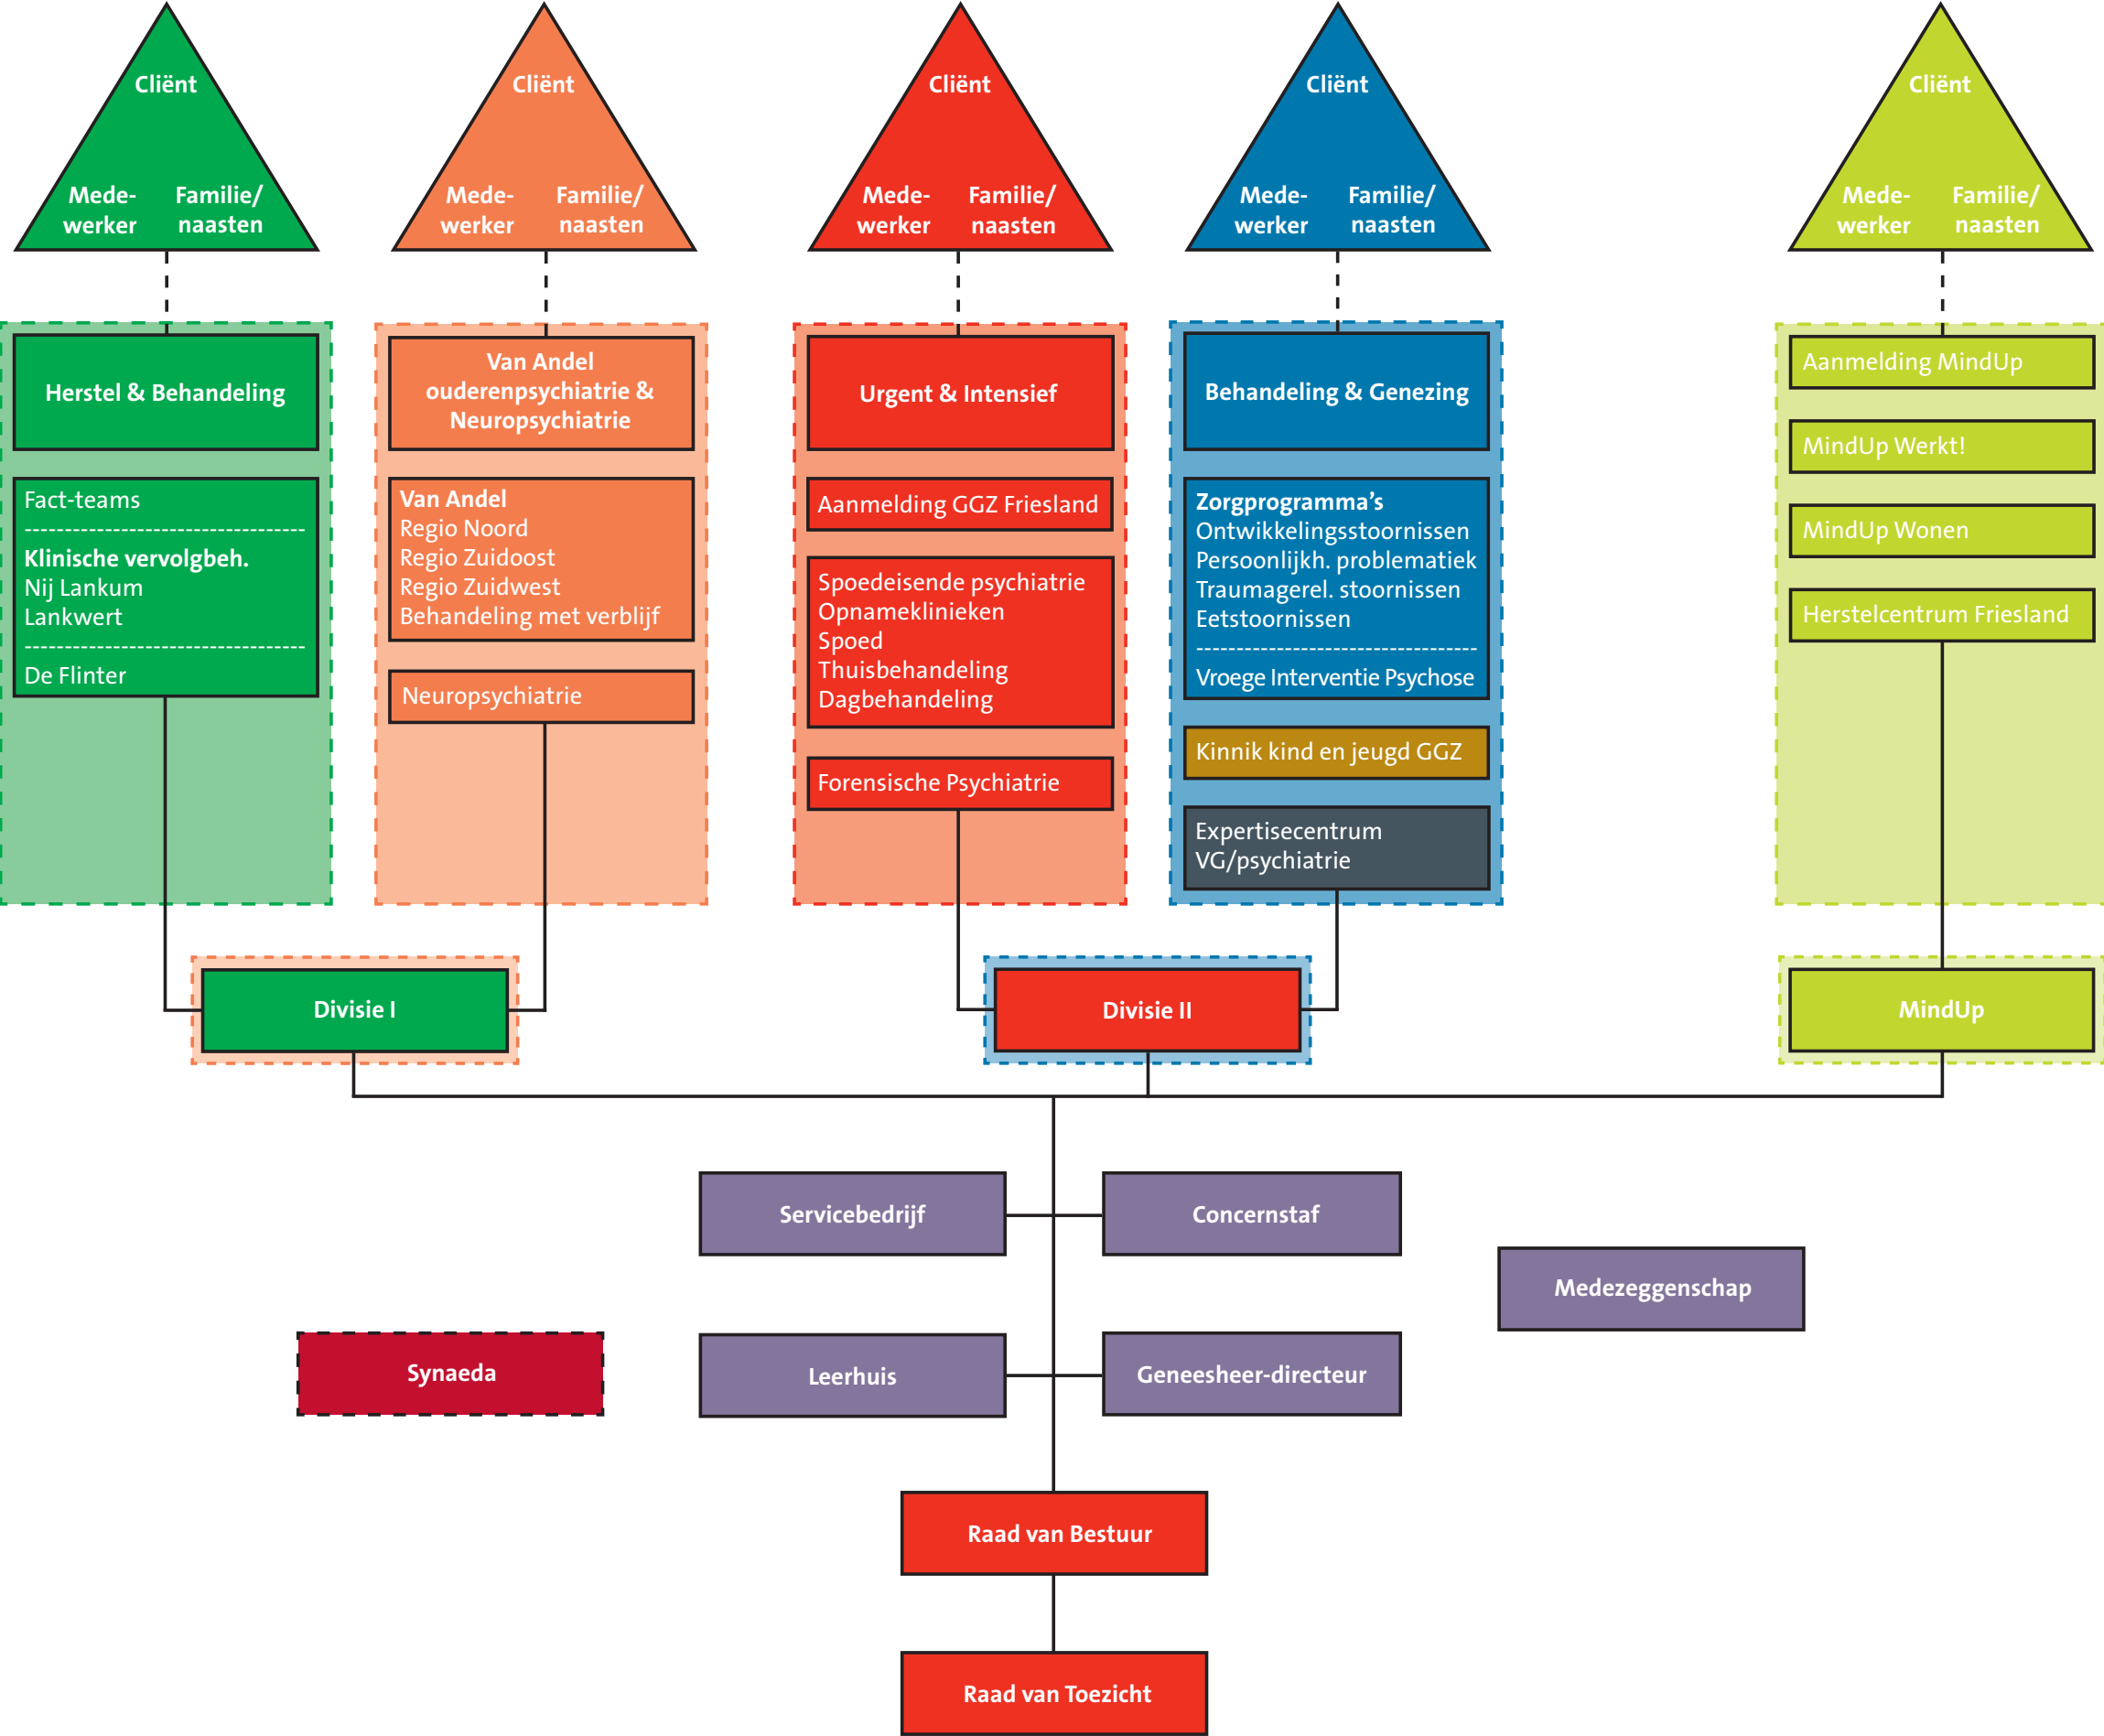 Cliënt
Mede-
werker
Familie/
naasten
Cliënt
Mede-
werker
Familie/
naasten
Cliënt
Mede-
werker
Familie/
naasten
Cliënt
Mede-
werker
Familie/
naasten
Cliënt
Mede-
werker
Familie/
naasten
Herstel & Behandeling
Fact-teams
-----------------------------------
Klinische vervolgbeh.
Nij Lankum
Lankwert
-----------------------------------
De Flinter
Van Andel
ouderenpsychiatrie &
Neuropsychiatrie
Van Andel
Regio Noord
Regio Zuidoost
Regio Zuidwest
Behandeling met verblijf
Neuropsychiatrie
Urgent & Intensief
Aanmelding GGZ Friesland
Spoedeisende psychiatrie
Opnameklinieken
Spoed
Thuisbehandeling
Dagbehandeling
Forensische Psychiatrie
Behandeling & Genezing
Zorgprogramma’s
Ontwikkelingsstoornissen
Persoonlijkh. problematiek
Traumagerel. stoornissen
Eetstoornissen
-----------------------------------
Vroege Interventie Psychose
Kinnik kind en jeugd GGZ
Expertisecentrum
VG/psychiatrie
Aanmelding MindUp
MindUp Werkt!
MindUp Wonen
Herstelcentrum Friesland
Divisie I
Divisie II
MindUp
Servicebedrijf
Concernstaf
Medezeggenschap
Synaeda
Leerhuis
Geneesheer-directeur
Raad van Bestuur
Raad van Toezicht